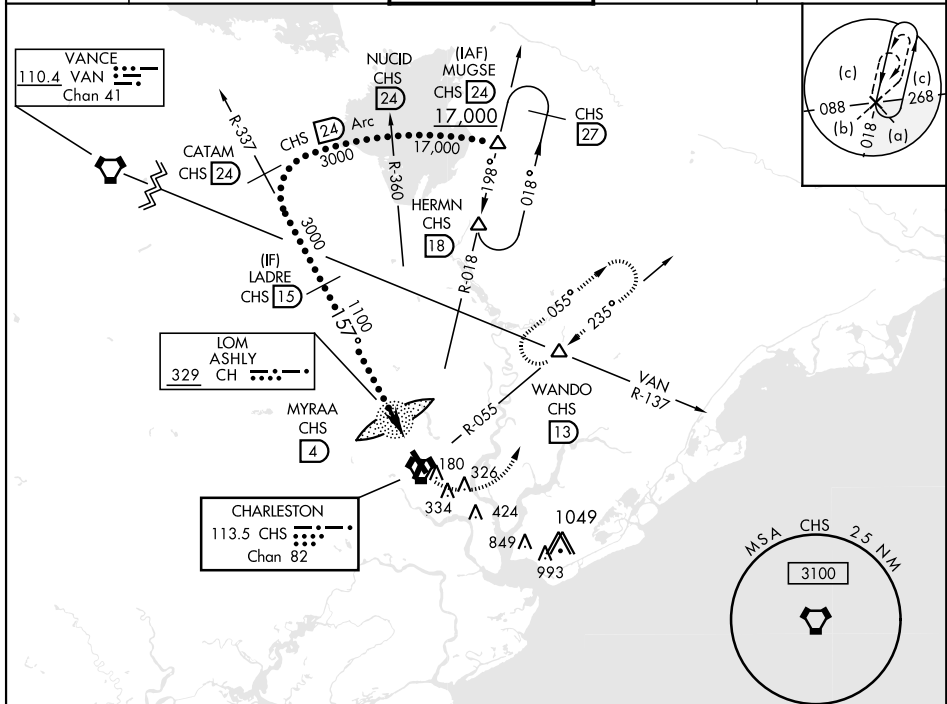 VANCE
110.4 VAN
Chan 41
R-337
CATAM
CHS 24
CHS 24 Arc
3000
NUCID
CHS
24
(IAF)
MUGSE
CHS 24
17,000
17,000
R-360
198°
018°
CHS
27
HERMN
CHS
18
R-018
3000
(IF)
LADRE
CHS 15
1100
157°
LOM
ASHLY
329 CH
MYRAA
CHS
4
055°
235°
R-055
WANDO
CHS
13
VAN
R-137
180
326
334
424
849
1049
993
CHARLESTON
113.5 CHS
Chan 82
MSA CHS 25 NM
3100
(c)
(c)
088
268
(b)
(a)
018